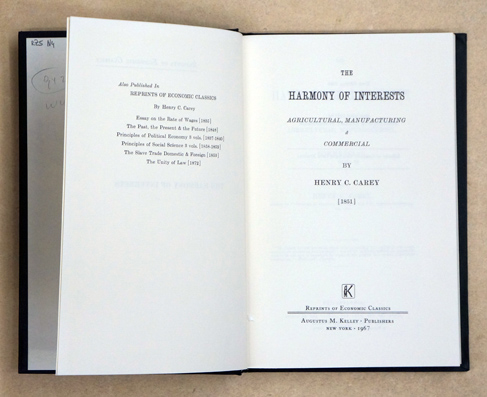 Also Published In
REPRINTS OF ECONOMIC CLASSICS
By Henry C. Carey
Essay on the Rate of Wages [1835]
The Past, the Present & the Future [1848]
Principles of Political Economy 3 vols. [1837-1840]
Principles of Social Science 3 vols. [1858-1859]
The Slave Trade Domestic & Foreign [1853]
The Unity of Law [1872]
THE
HARMONY OF INTERESTS
AGRICULTURAL, MANUFACTURING
&
COMMERCIAL
BY
HENRY C. CAREY
[1851]
K
REPRINTS OF ECONOMIC CLASSICS
AUGUSTUS M. KELLEY · PUBLISHERS
NEW YORK · 1967